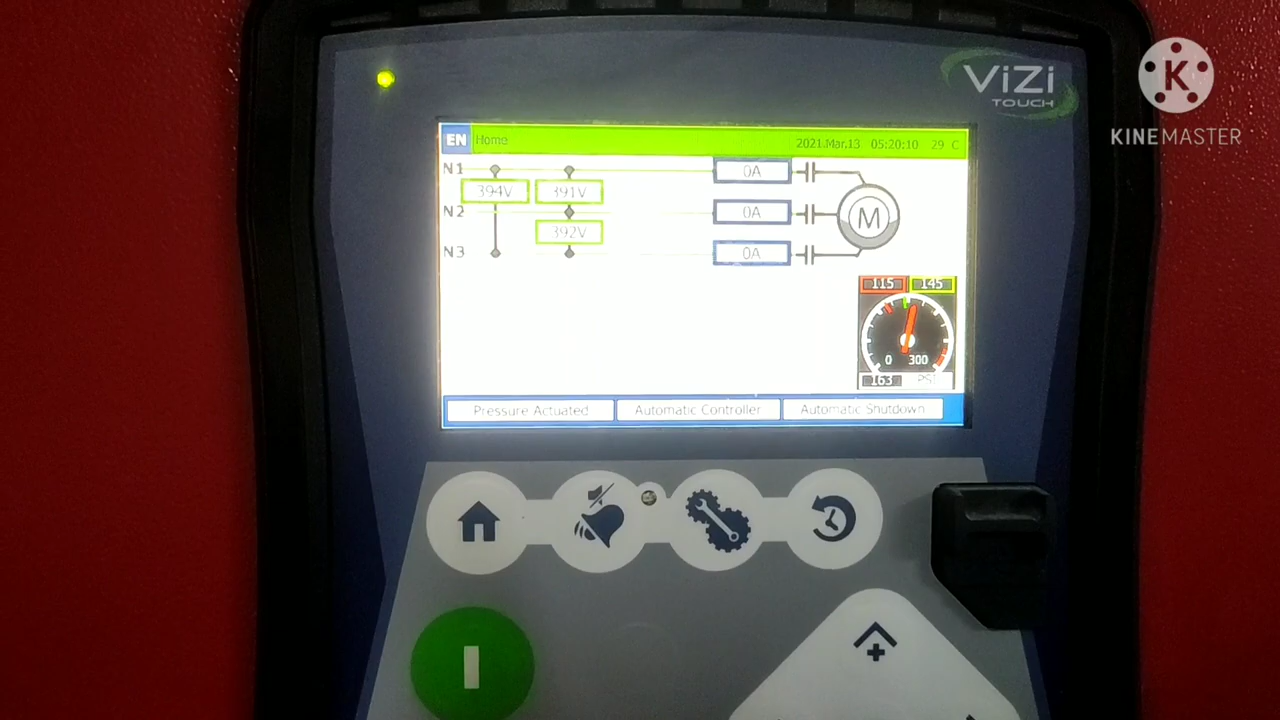 ViZi
TOUCH
K
KINEMASTER
EN Home 2021.Mar.13 05:20:10 29 C
N1 0A
394V 391V
N2 0A M
392V
N3 0A
115 145
0 300
163 PSI
Pressure Actuated Automatic Controller Automatic Shutdown